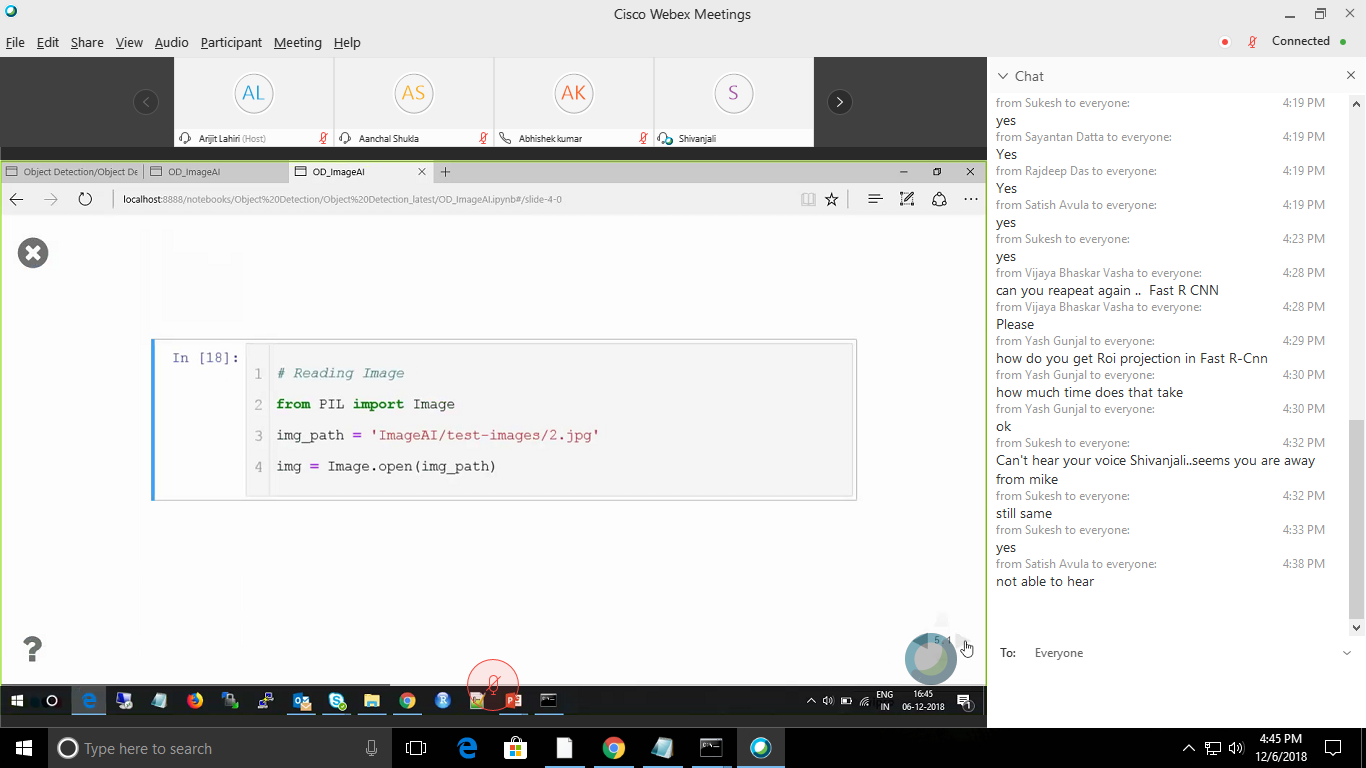 Cisco Webex Meetings
File Edit Share View Audio Participant Meeting Help
Connected
AL
AS
AK
S
Arijit Lahiri (Host)
Aanchal Shukla
Abhishek kumar
Shivanjali
Object Detection/Object De
OD_ImageAI
OD_ImageAI
localhost:8888/notebooks/Object%20Detection/Object%20Detection_latest/OD_ImageAI.ipynb#/slide-4-0
In [18]:
1 # Reading Image
2 from PIL import Image
3 img_path = 'ImageAI/test-images/2.jpg'
4 img = Image.open(img_path)
?
ENG
IN
16:45
06-12-2018
1
Chat
from Sukesh to everyone: 4:19 PM
yes
from Sayantan Datta to everyone: 4:19 PM
Yes
from Rajdeep Das to everyone: 4:19 PM
Yes
from Satish Avula to everyone: 4:19 PM
yes
from Sukesh to everyone: 4:23 PM
yes
from Vijaya Bhaskar Vasha to everyone: 4:28 PM
can you reapeat again .. Fast R CNN
from Vijaya Bhaskar Vasha to everyone: 4:28 PM
Please
from Yash Gunjal to everyone: 4:29 PM
how do you get Roi projection in Fast R-Cnn
from Yash Gunjal to everyone: 4:30 PM
how much time does that take
from Yash Gunjal to everyone: 4:30 PM
ok
from Sukesh to everyone: 4:32 PM
Can't hear your voice Shivanjali..seems you are away
from mike
from Sukesh to everyone: 4:32 PM
still same
from Sukesh to everyone: 4:33 PM
yes
from Satish Avula to everyone: 4:38 PM
not able to hear
To: Everyone
Type here to search
4:45 PM
12/6/2018